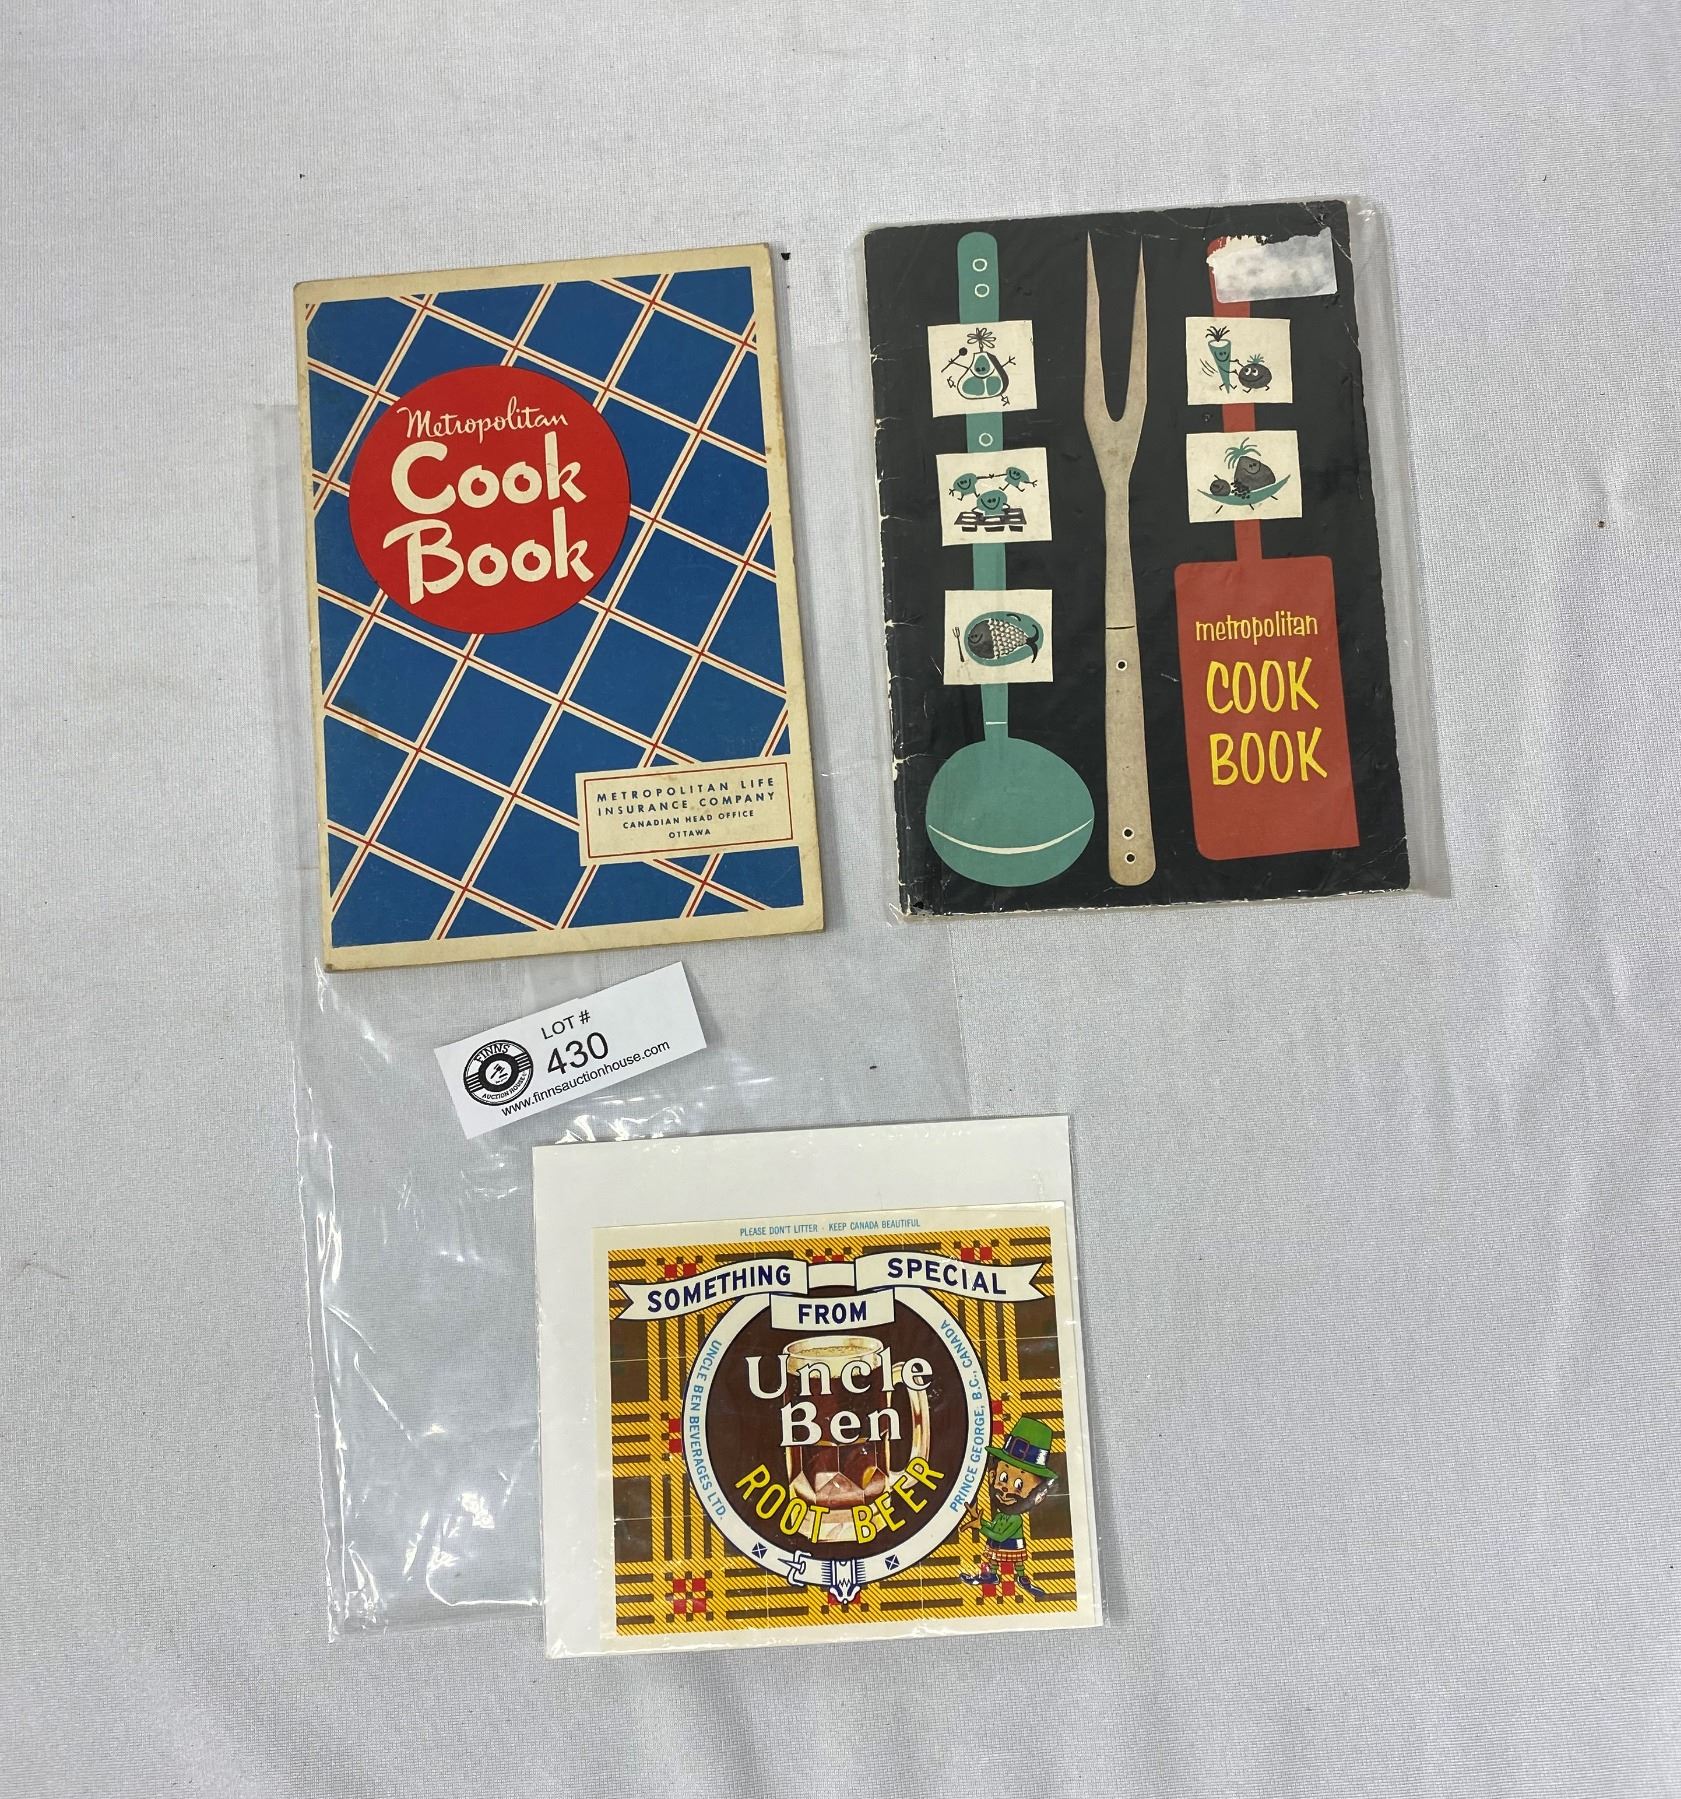 Metropolitan
Cook
Book
METROPOLITAN LIFE
INSURANCE COMPANY
CANADIAN HEAD OFFICE
OTTAWA
metropolitan
COOK
BOOK
LOT #
430
www.finnsauctionhouse.com
FINNS
AUCTION HOUSE
PLEASE DON'T LITTER - KEEP CANADA BEAUTIFUL
SOMETHING SPECIAL
FROM
Uncle
Ben
ROOT BEER
UNCLE BEN BEVERAGES LTD.
PRINCE GEORGE, B.C., CANADA